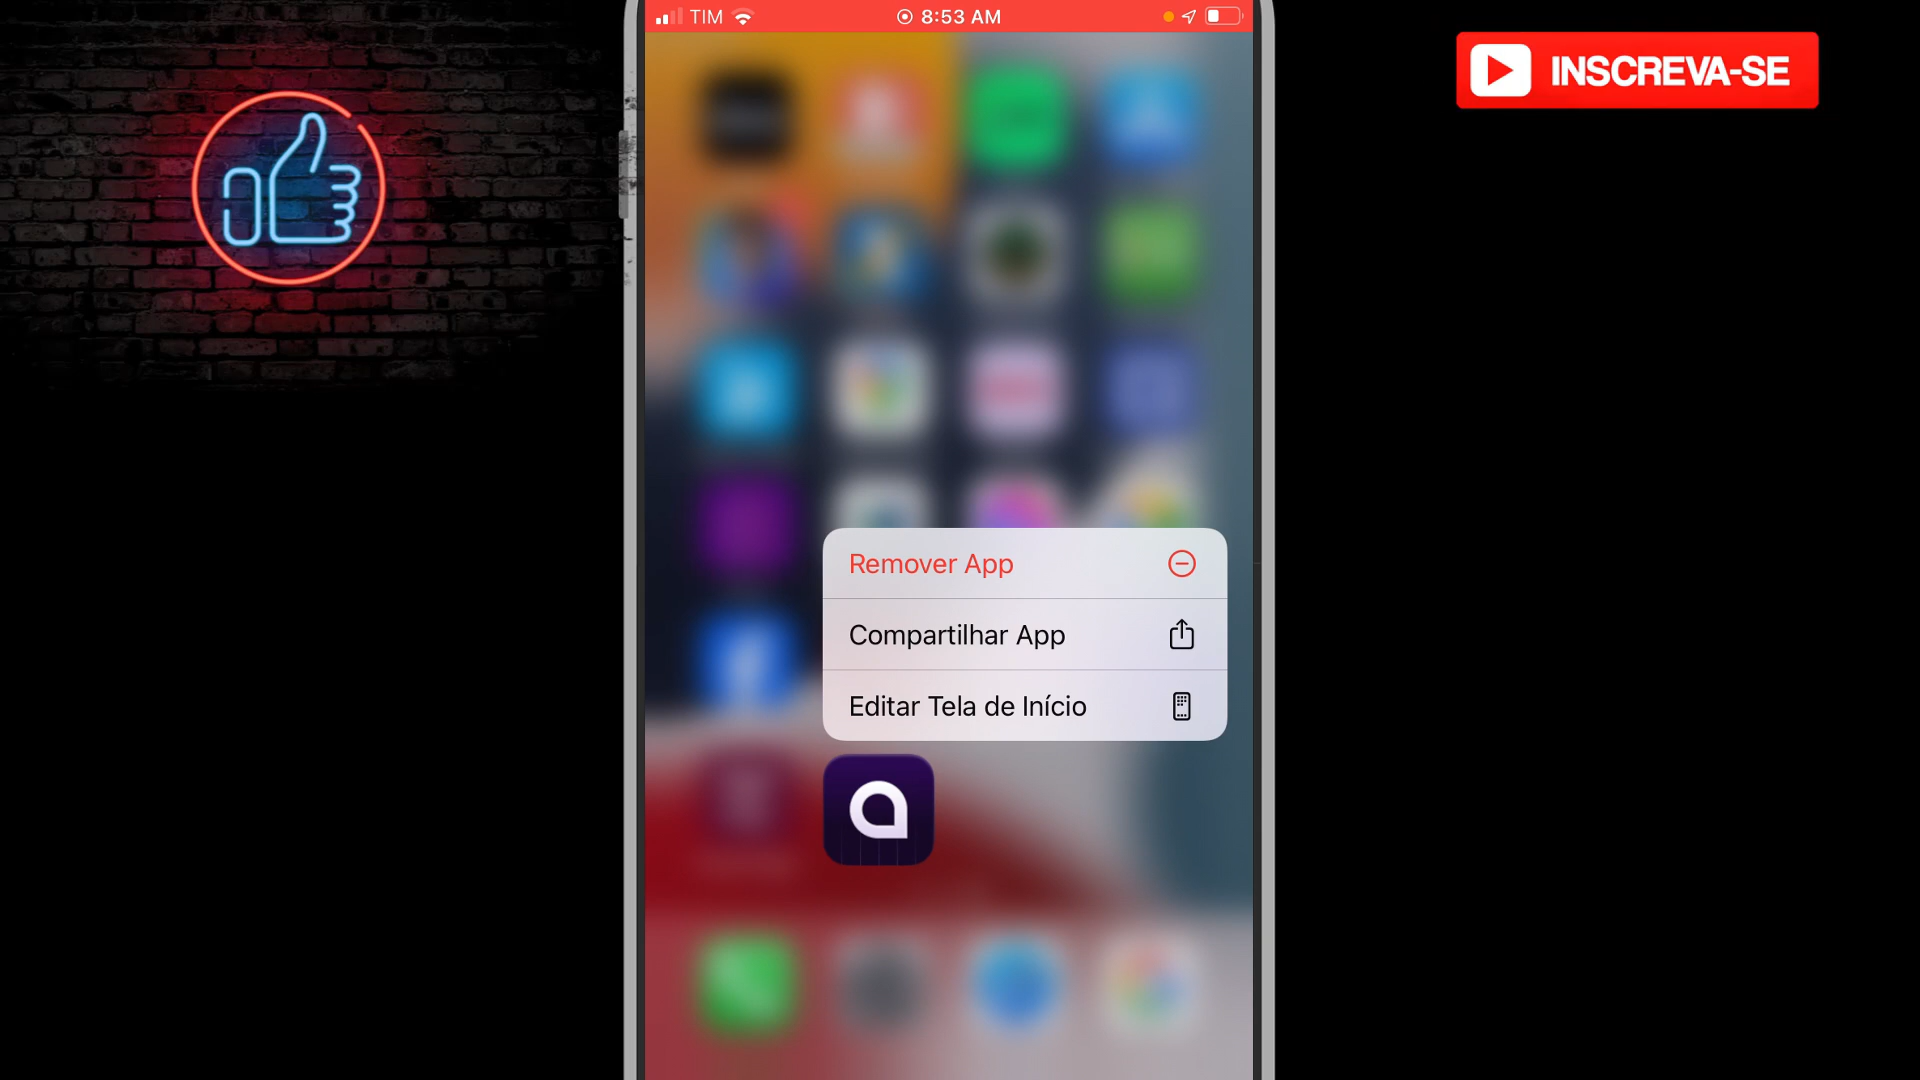 TIM 8:53 AM
INSCREVA-SE
Remover App
Compartilhar App
Editar Tela de Início